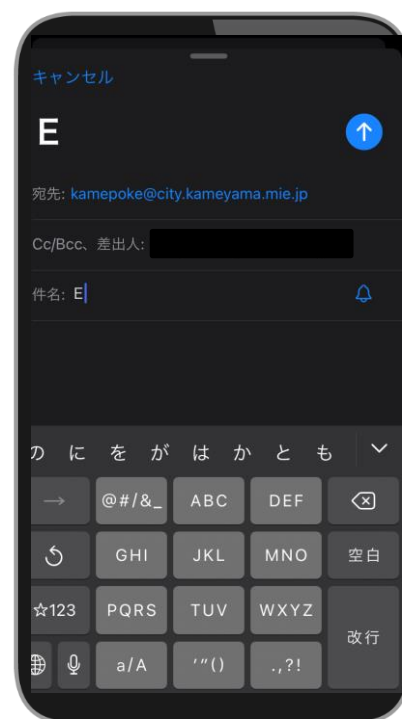 キャンセル
E
宛先: kamepoke@city.kameyama.mie.jp
Cc/Bcc、差出人:
件名: E
の に を が は か と も
→ @#/&_ ABC DEF
GHI JKL MNO 空白
☆123 PQRS TUV WXYZ
改行
a/A '"() .,?!